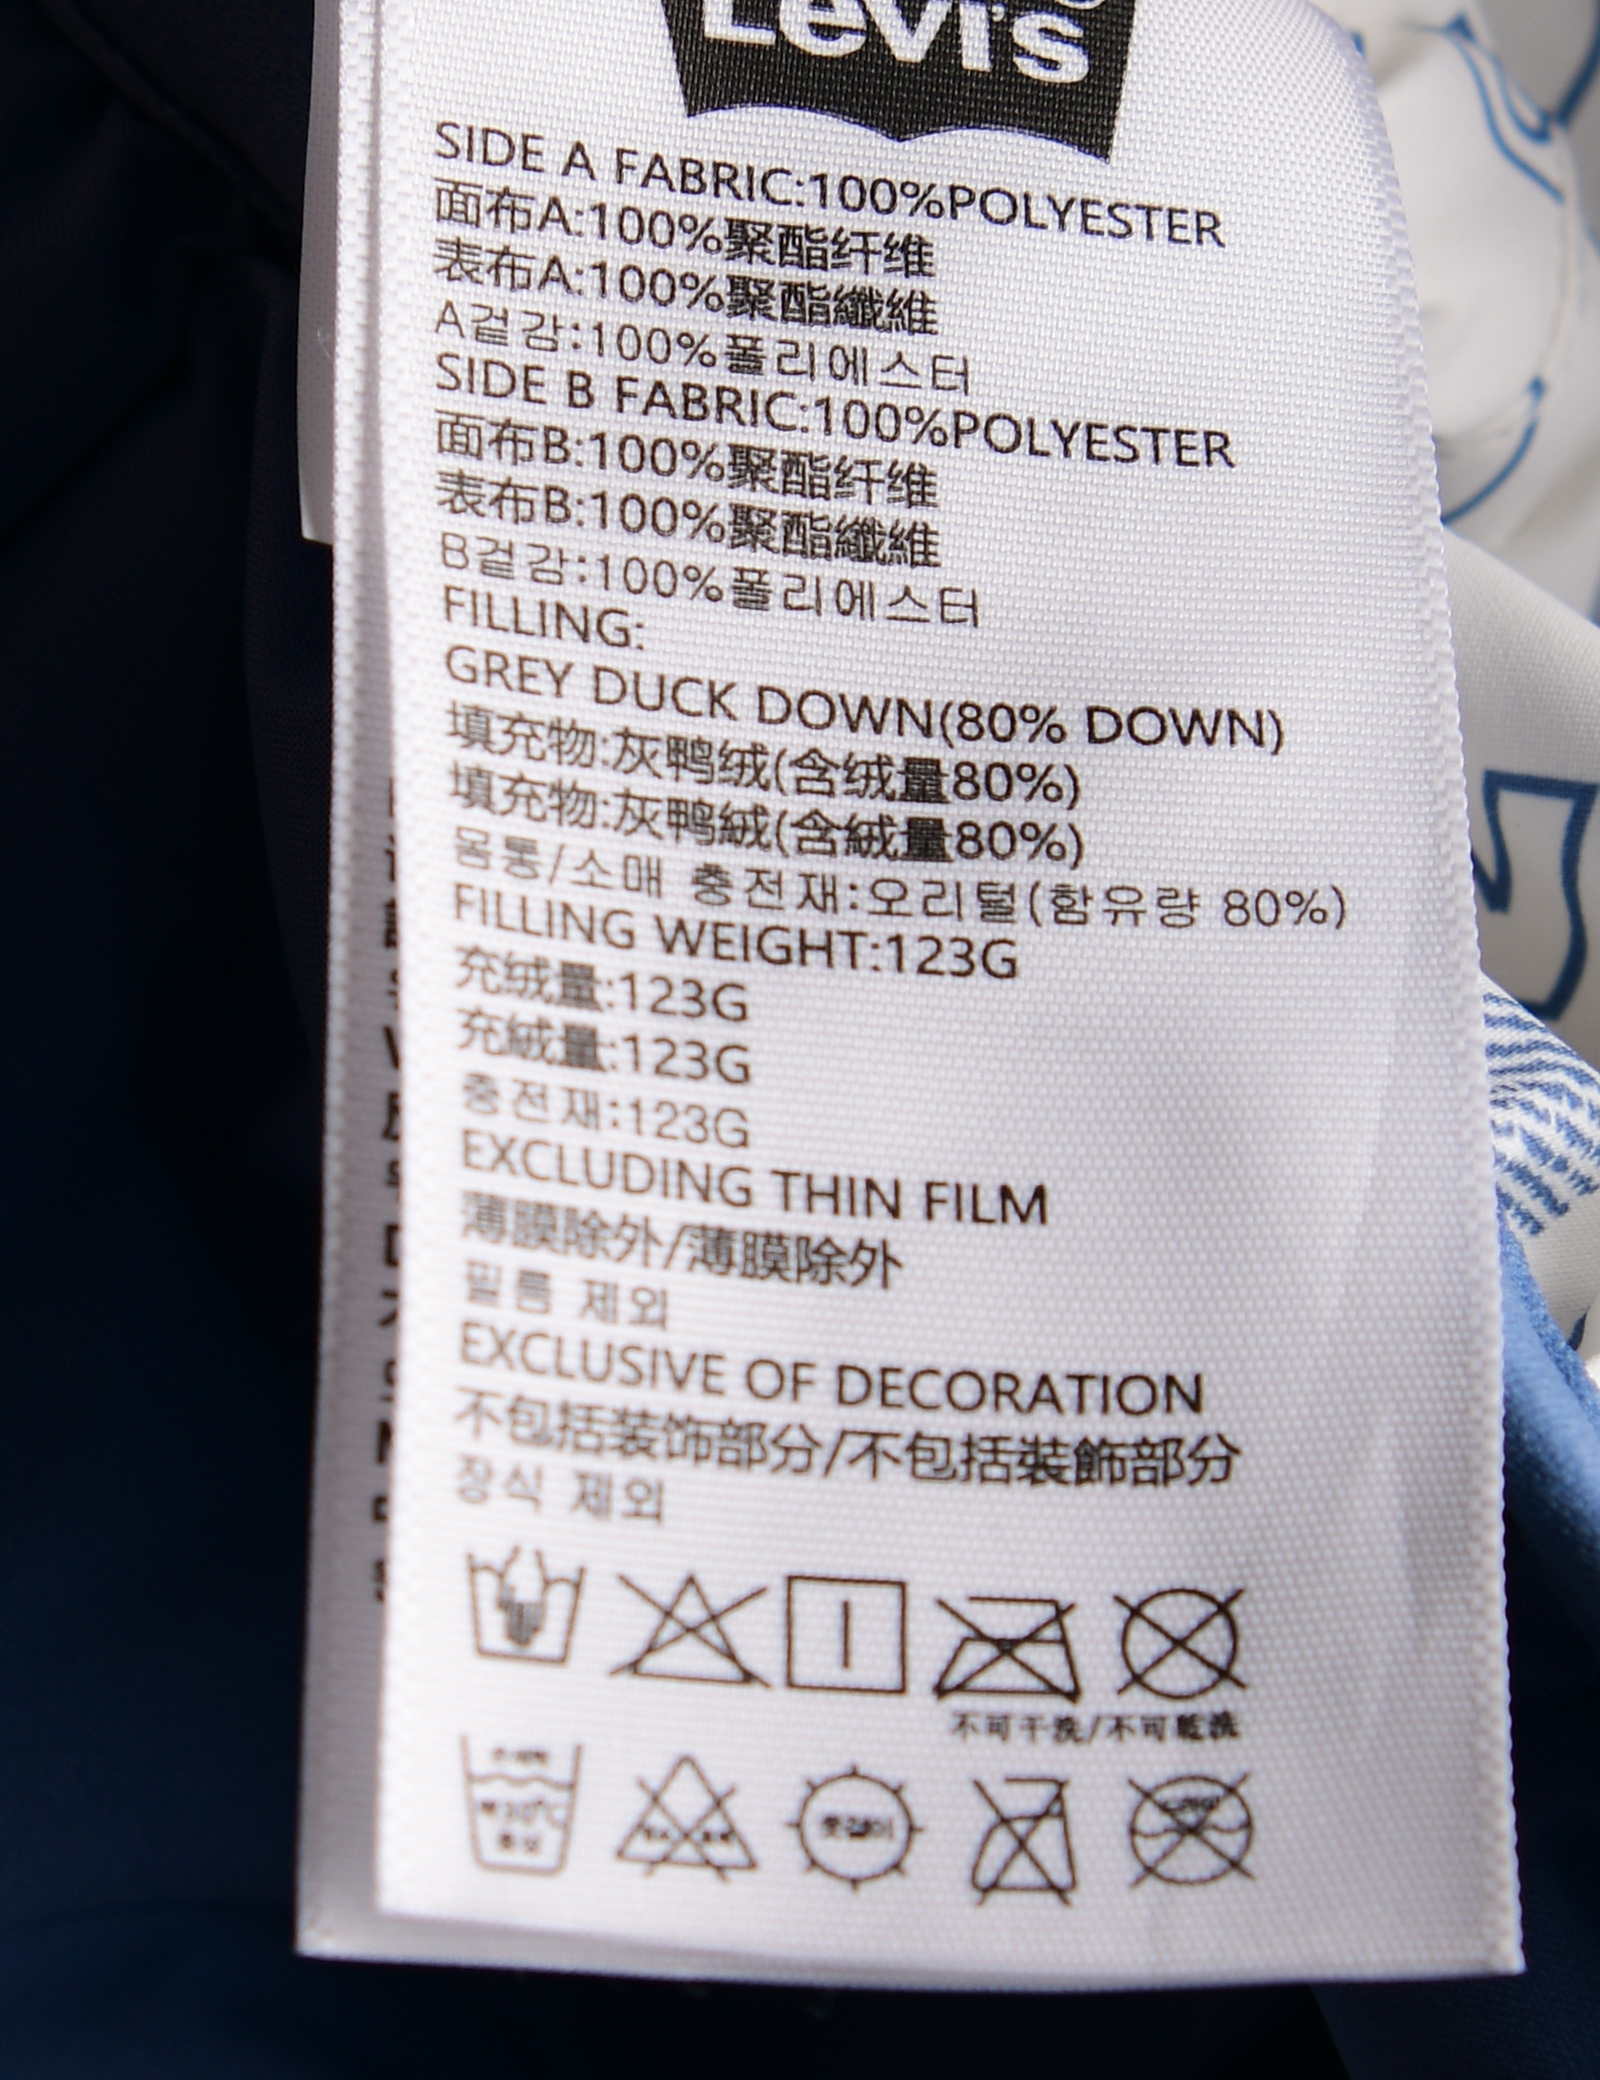 Levi's
SIDE A FABRIC:100%POLYESTER
面布A:100%聚酯纤维
表布A:100%聚酯纖維
A겉감:100%폴리에스터
SIDE B FABRIC:100%POLYESTER
面布B:100%聚酯纤维
表布B:100%聚酯纖維
B겉감:100%폴리에스터
FILLING:
GREY DUCK DOWN(80% DOWN)
填充物:灰鸭绒(含绒量80%)
填充物:灰鸭絨(含絨量80%)
몸통/소매 충전재:오리털(함유량 80%)
FILLING WEIGHT:123G
充绒量:123G
充絨量:123G
충전재:123G
EXCLUDING THIN FILM
薄膜除外/薄膜除外
필름 제외
EXCLUSIVE OF DECORATION
不包括装饰部分/不包括裝飾部分
장식 제외
不可干洗/不可乾洗